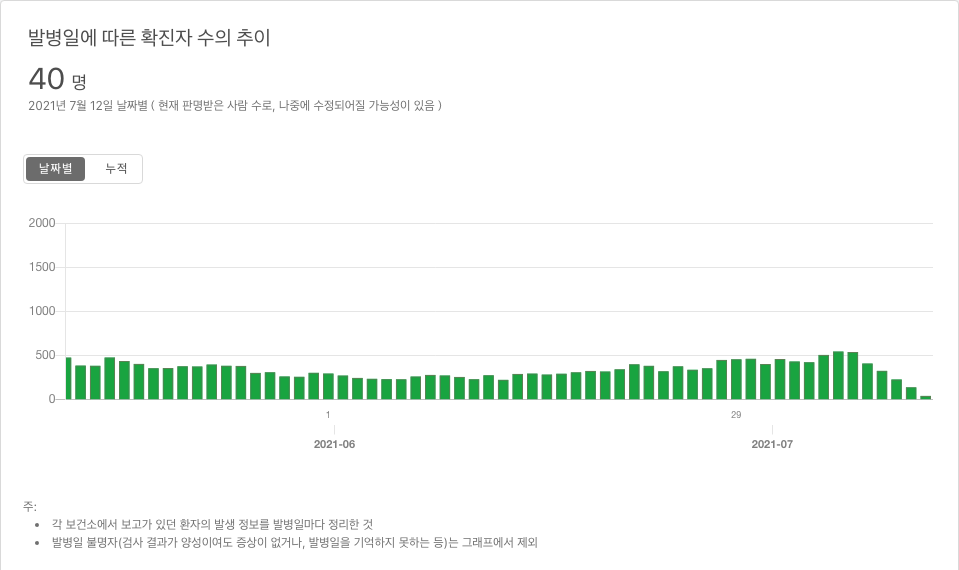 발병일에 따른 확진자 수의 추이
40 명
2021년 7월 12일 날짜별 ( 현재 판명받은 사람 수로, 나중에 수정되어질 가능성이 있음 )
날짜별 누적
2000
1500
1000
500
0
1 29
2021-06 2021-07
주:
• 각 보건소에서 보고가 있던 환자의 발생 정보를 발병일마다 정리한 것
• 발병일 불명자(검사 결과가 양성이여도 증상이 없거나, 발병일을 기억하지 못하는 등)는 그래프에서 제외